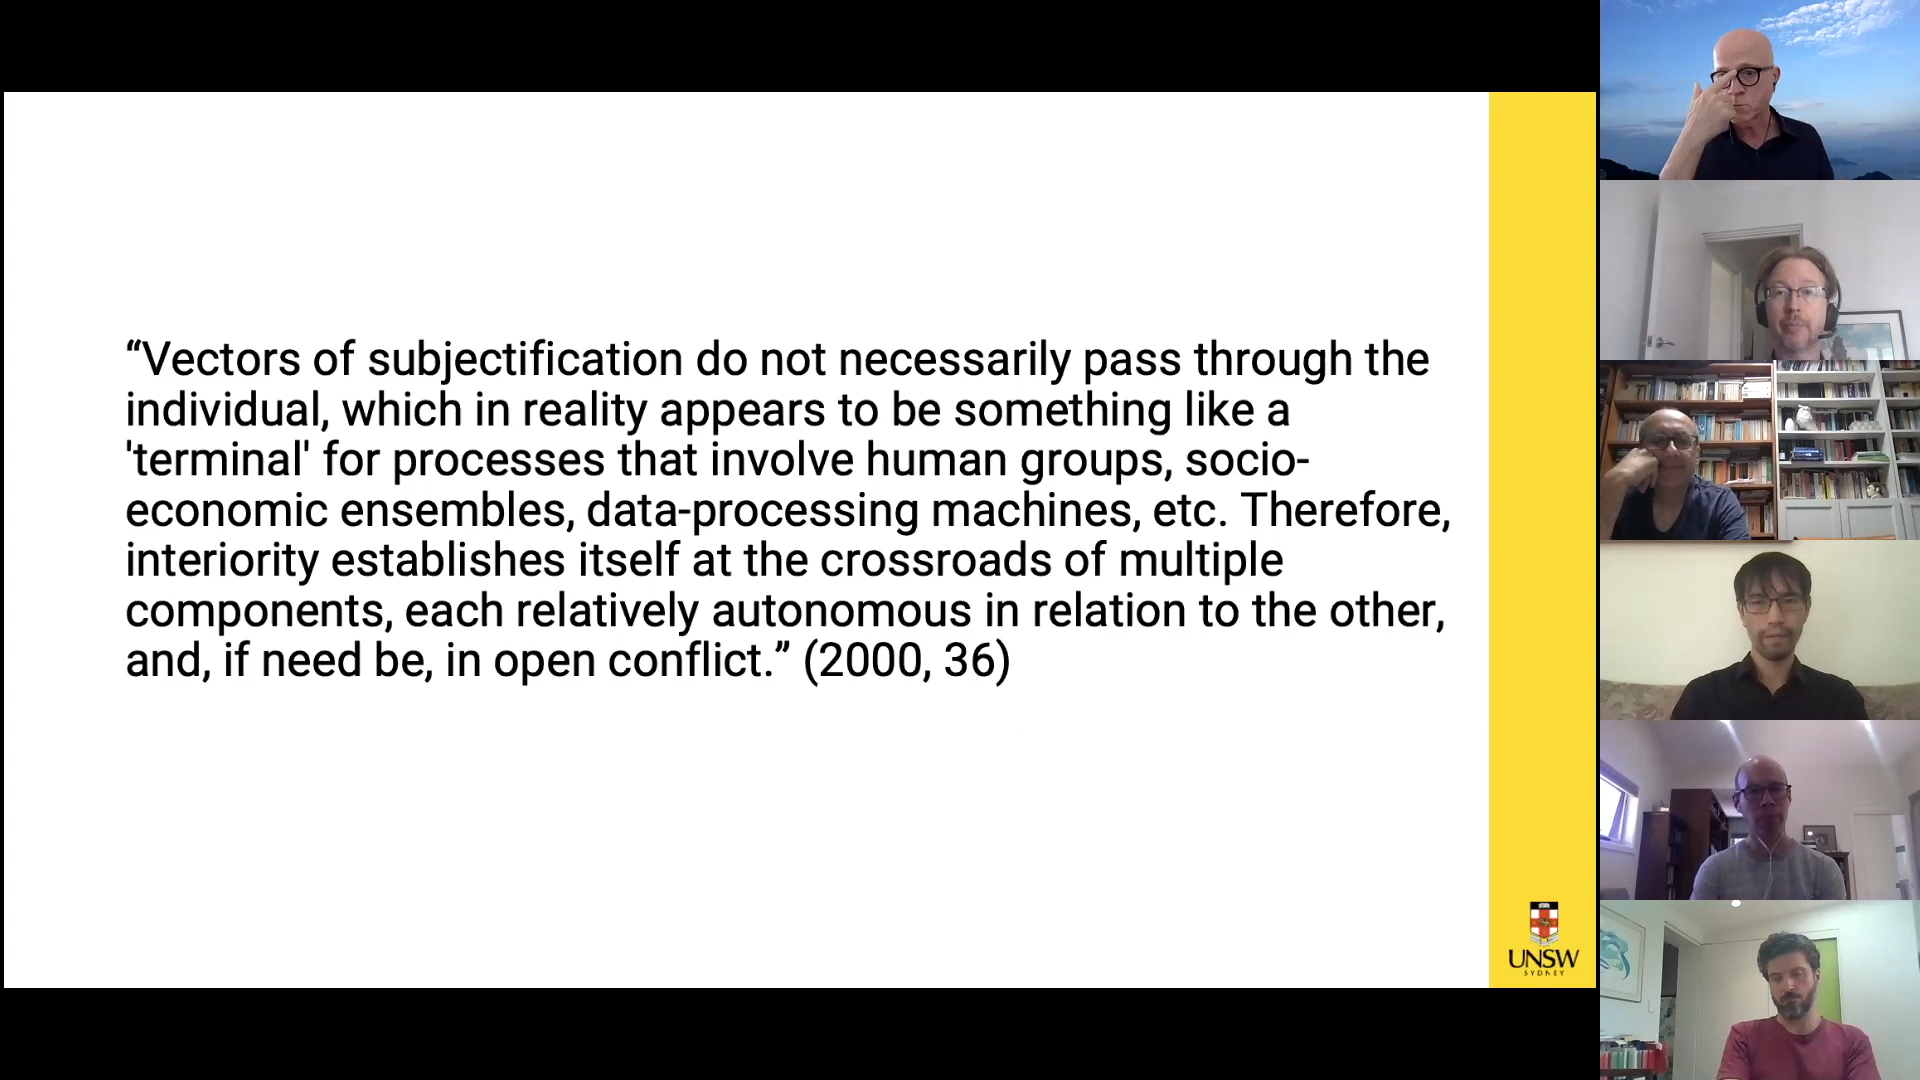 “Vectors of subjectification do not necessarily pass through the
individual, which in reality appears to be something like a
'terminal' for processes that involve human groups, socio-
economic ensembles, data-processing machines, etc. Therefore,
interiority establishes itself at the crossroads of multiple
components, each relatively autonomous in relation to the other,
and, if need be, in open conflict.” (2000, 36)
UNSW
SYDNEY